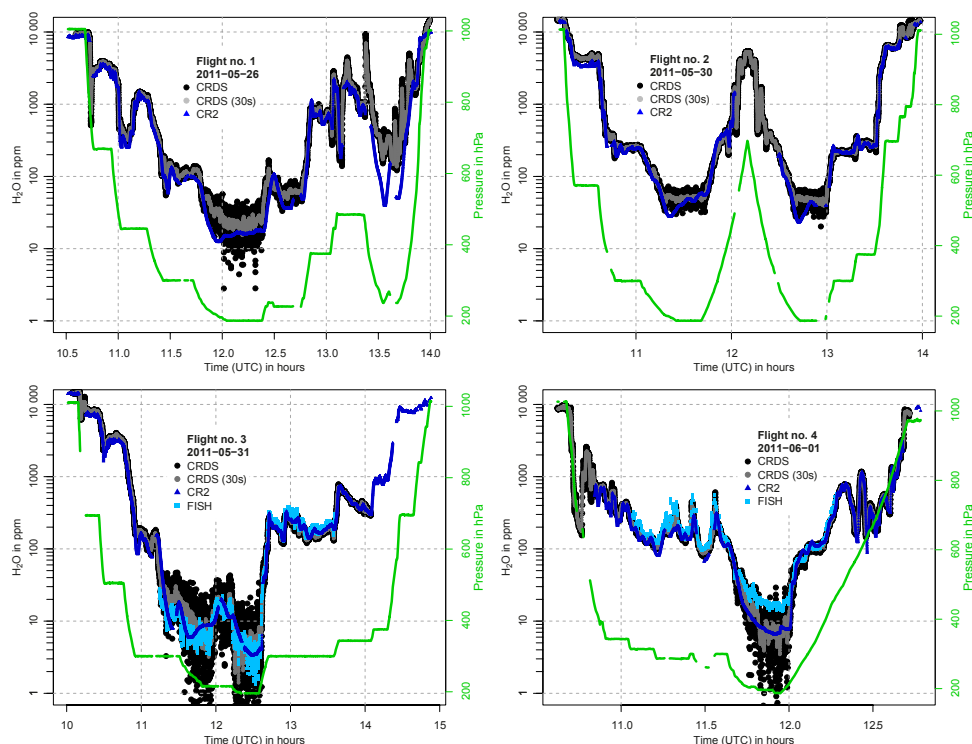 Flight no. 1
2011−05−26
CRDS
CRDS (30s)
CR2
H2O in ppm
10 000
1000
100
10
1
Pressure in hPa
1000
800
600
400
200
10.5 11.0 11.5 12.0 12.5 13.0 13.5 14.0
Time (UTC) in hours
Flight no. 2
2011−05−30
CRDS
CRDS (30s)
CR2
H2O in ppm
10 000
1000
100
10
1
Pressure in hPa
1000
800
600
400
200
11 12 13 14
Time (UTC) in hours
Flight no. 3
2011−05−31
CRDS
CRDS (30s)
CR2
FISH
H2O in ppm
10 000
1000
100
10
1
Pressure in hPa
1000
800
600
400
200
10 11 12 13 14 15
Time (UTC) in hours
Flight no. 4
2011−06−01
CRDS
CRDS (30s)
CR2
FISH
H2O in ppm
10 000
1000
100
10
1
Pressure in hPa
1000
800
600
400
200
11.0 11.5 12.0 12.5
Time (UTC) in hours